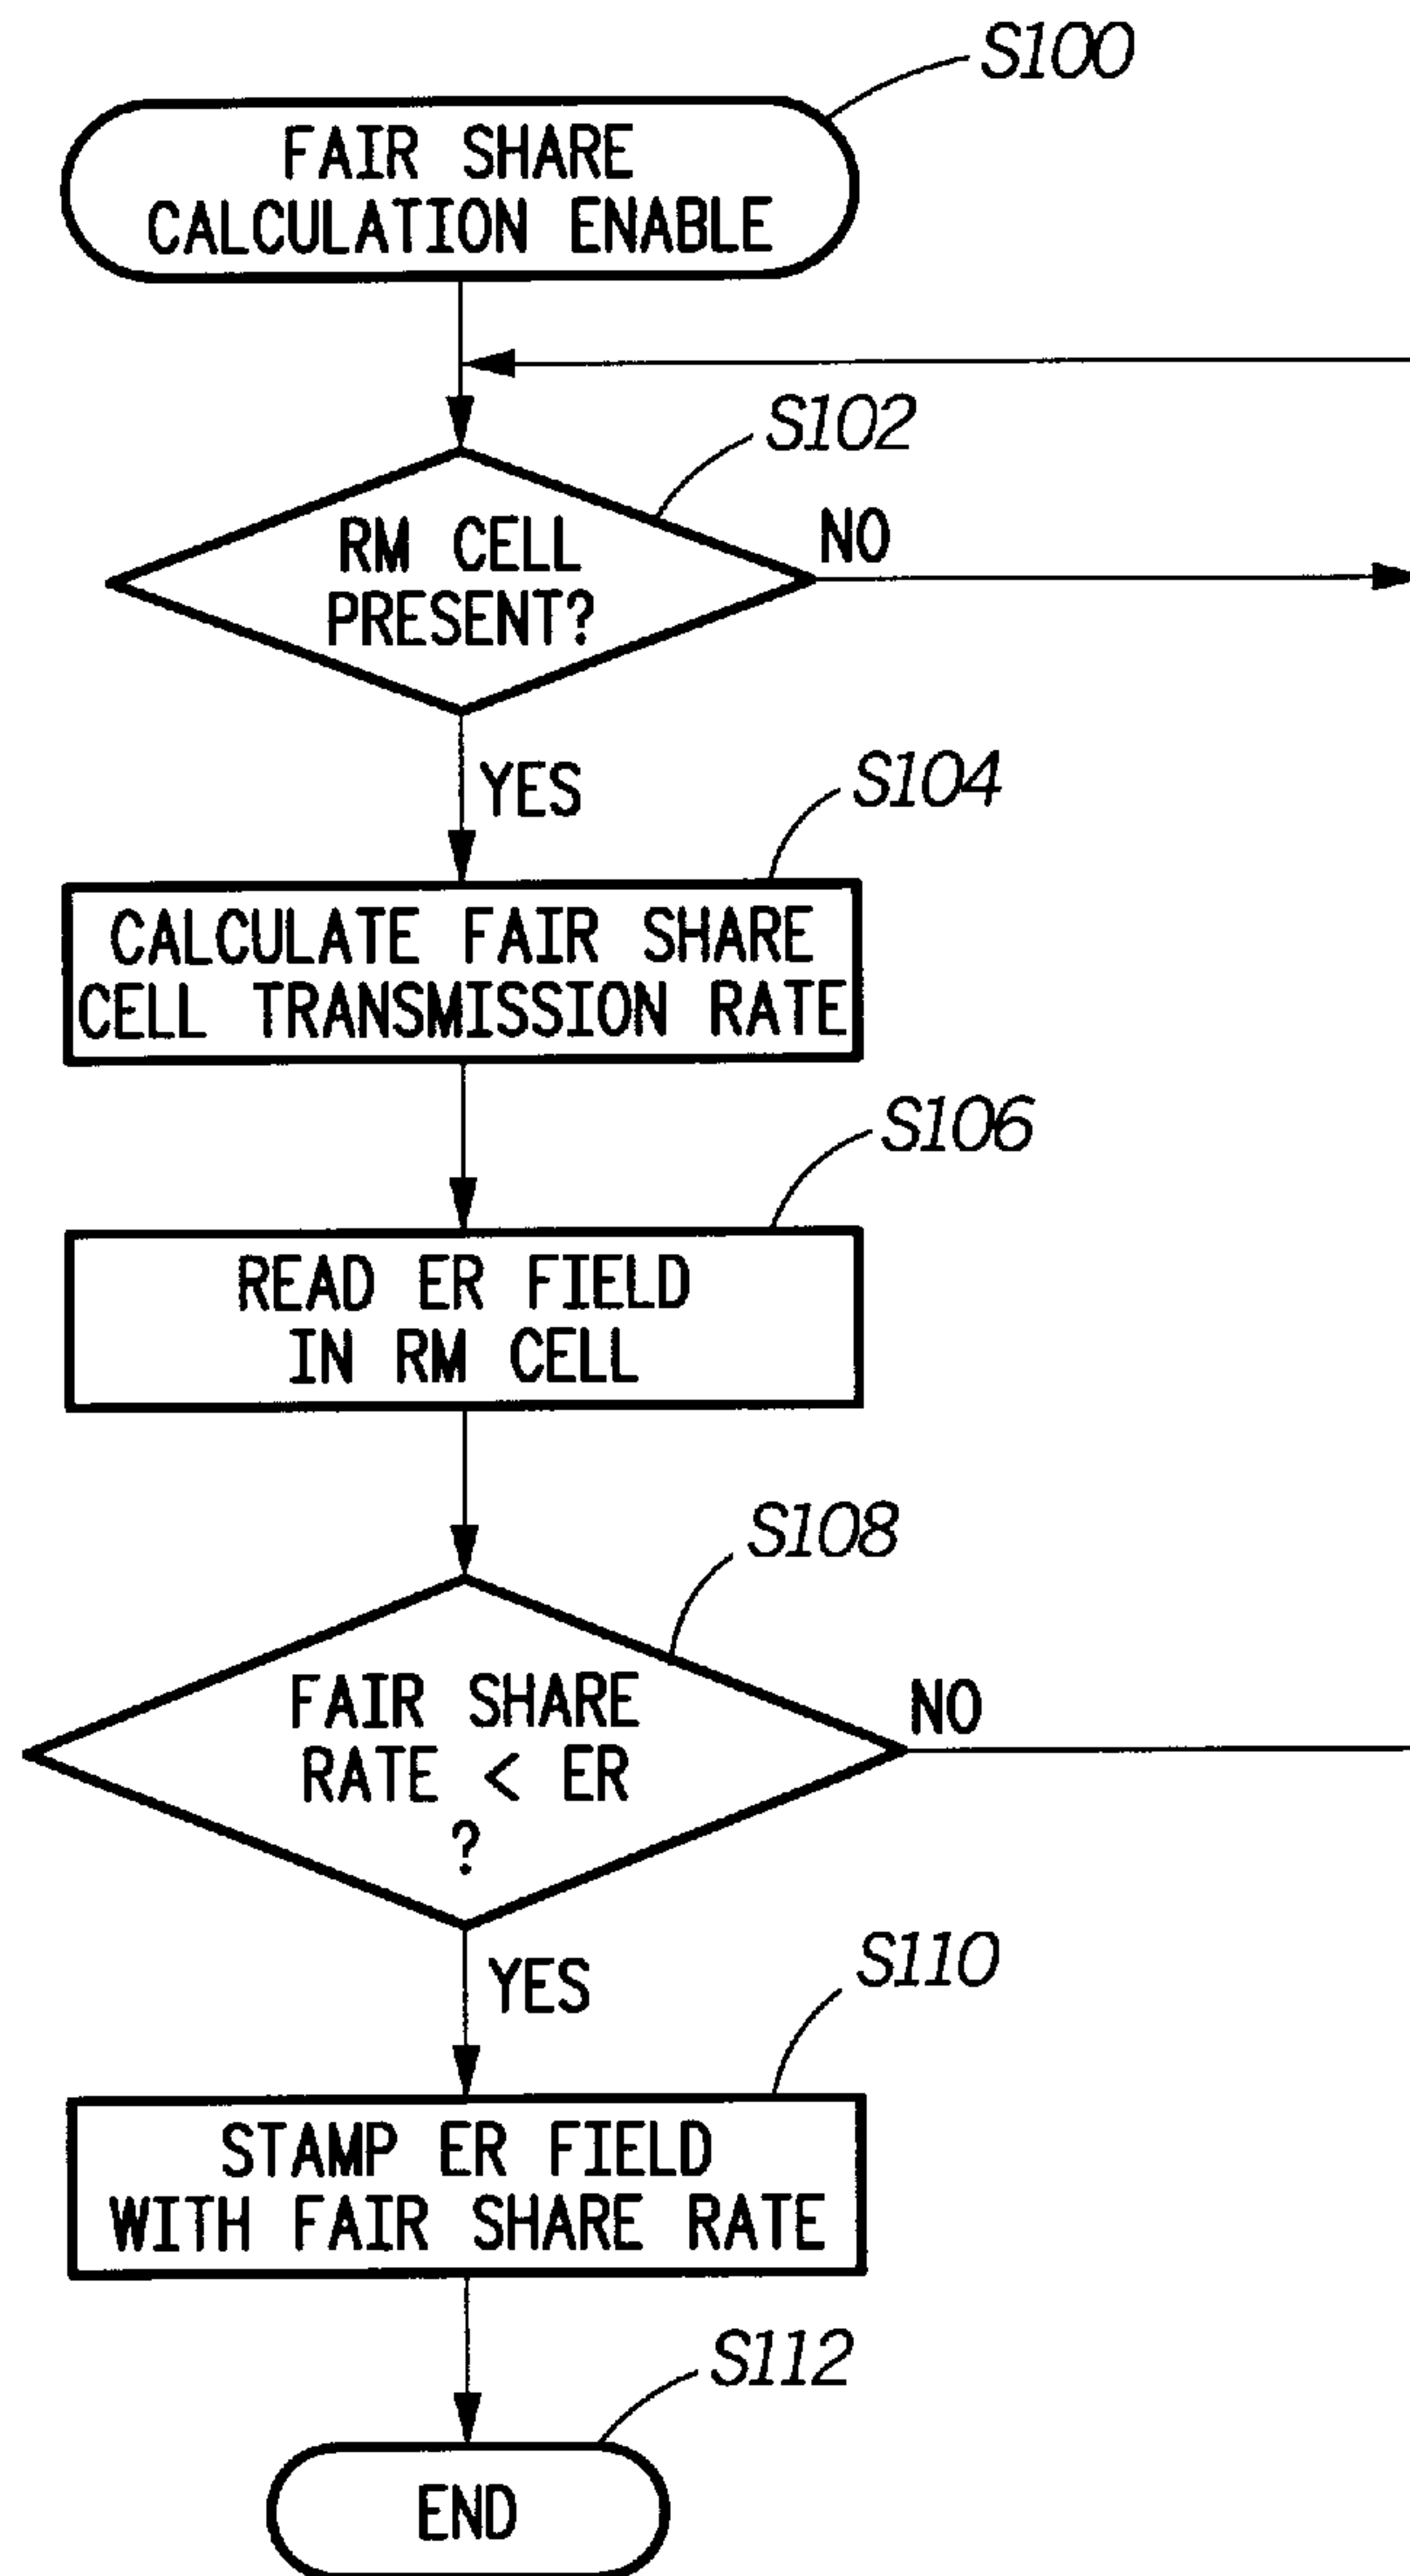 S100
FAIR SHARE
CALCULATION ENABLE
S102
RM CELL
PRESENT?
NO
YES
S104
CALCULATE FAIR SHARE
CELL TRANSMISSION RATE
S106
READ ER FIELD
IN RM CELL
S108
FAIR SHARE
RATE < ER
?
NO
YES
S110
STAMP ER FIELD
WITH FAIR SHARE RATE
S112
END